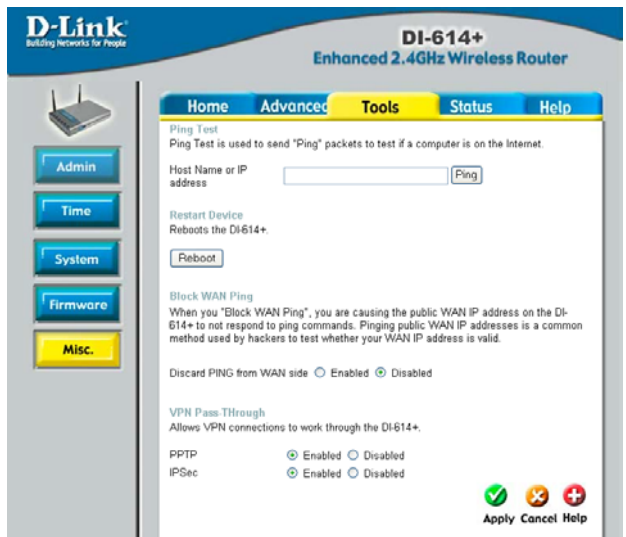 D-Link
Building Networks for People
DI-614+
Enhanced 2.4GHz Wireless Router
Home Advanced Tools Status Help
Admin
Time
System
Firmware
Misc.
Ping Test
Ping Test is used to send "Ping" packets to test if a computer is on the Internet.
Host Name or IP
address
Ping
Restart Device
Reboots the DI-614+.
Reboot
Block WAN Ping
When you "Block WAN Ping", you are causing the public WAN IP address on the DI-
614+ to not respond to ping commands. Pinging public WAN IP addresses is a common
method used by hackers to test whether your WAN IP address is valid.
Discard PING from WAN side Enabled Disabled
VPN Pass-THrough
Allows VPN connections to work through the DI-614+.
PPTP Enabled Disabled
IPSec Enabled Disabled
Apply Cancel Help